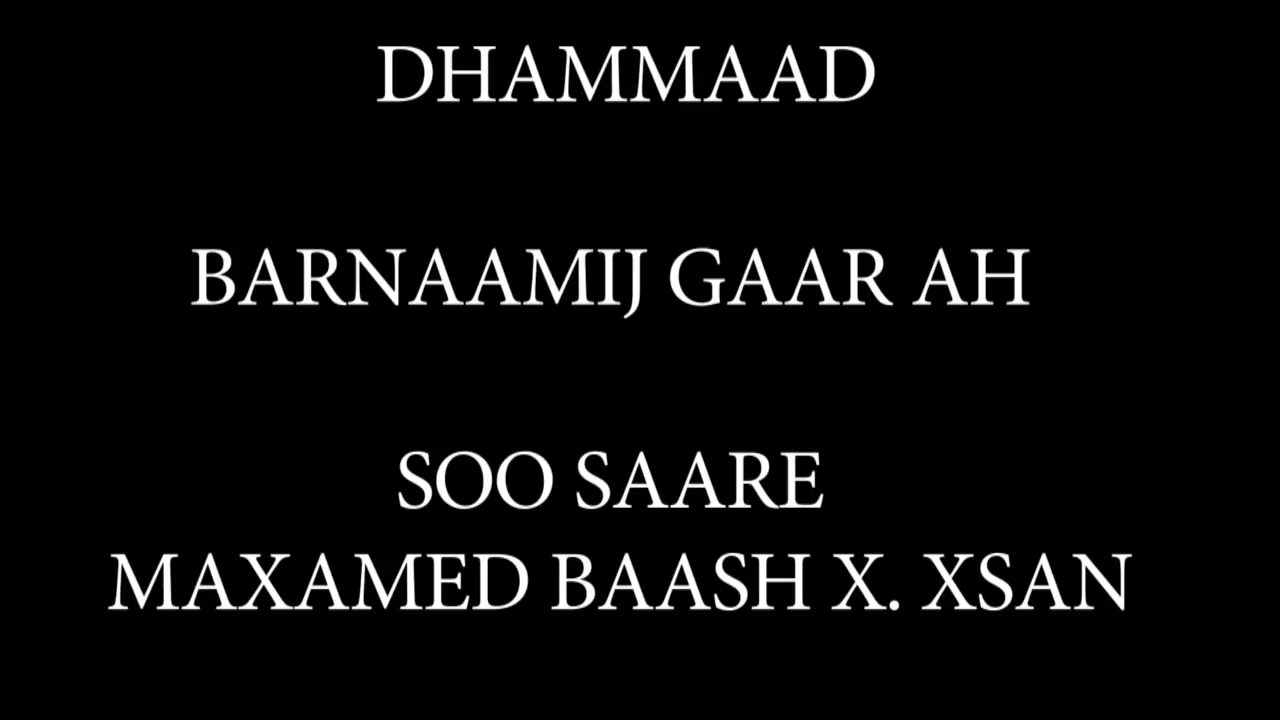 DHAMMAAD
BARNAAMIJ GAAR AH
SOO SAARE
MAXAMED BAASH X. XSAN